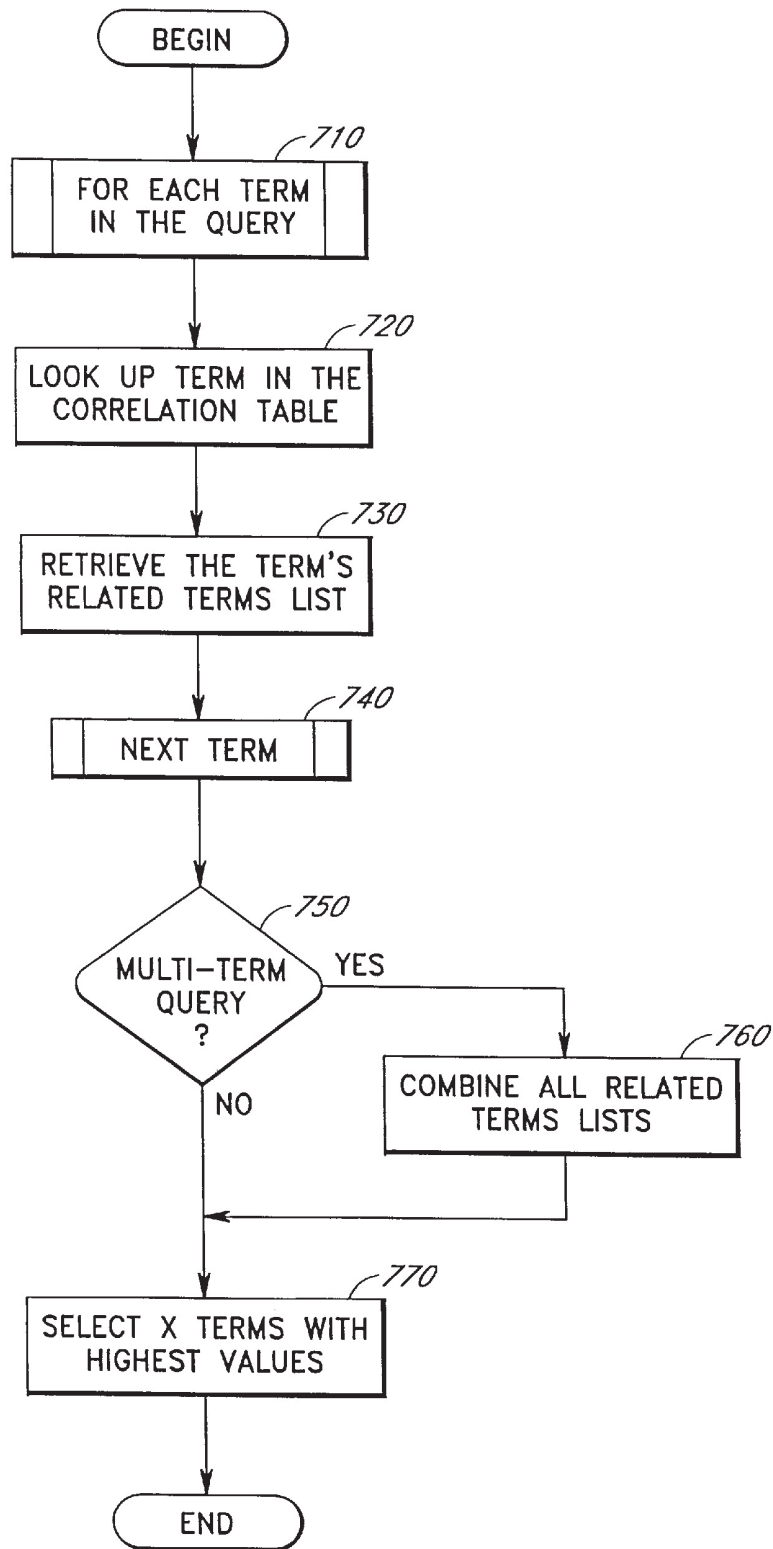 BEGIN
710
FOR EACH TERM
IN THE QUERY
720
LOOK UP TERM IN THE
CORRELATION TABLE
730
RETRIEVE THE TERM'S
RELATED TERMS LIST
740
NEXT TERM
750
MULTI-TERM
QUERY
?
YES
NO
760
COMBINE ALL RELATED
TERMS LISTS
770
SELECT X TERMS WITH
HIGHEST VALUES
END